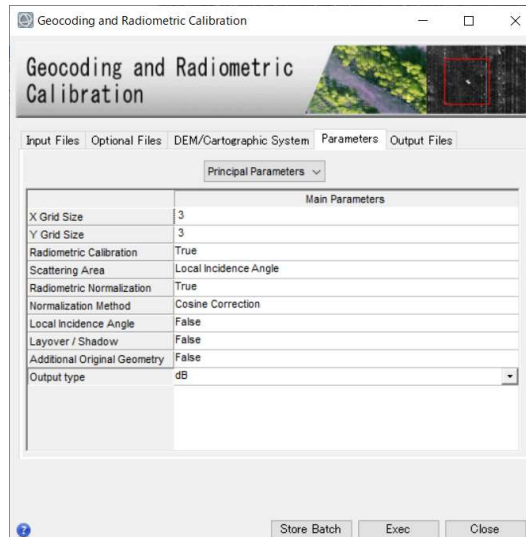 Geocoding and Radiometric Calibration
Geocoding and Radiometric
Calibration
Input Files Optional Files DEM/Cartographic System Parameters Output Files
Principal Parameters
Main Parameters
X Grid Size 3
Y Grid Size 3
Radiometric Calibration True
Scattering Area Local Incidence Angle
Radiometric Normalization True
Normalization Method Cosine Correction
Local Incidence Angle False
Layover / Shadow False
Additional Original Geometry False
Output type dB
Store Batch Exec Close